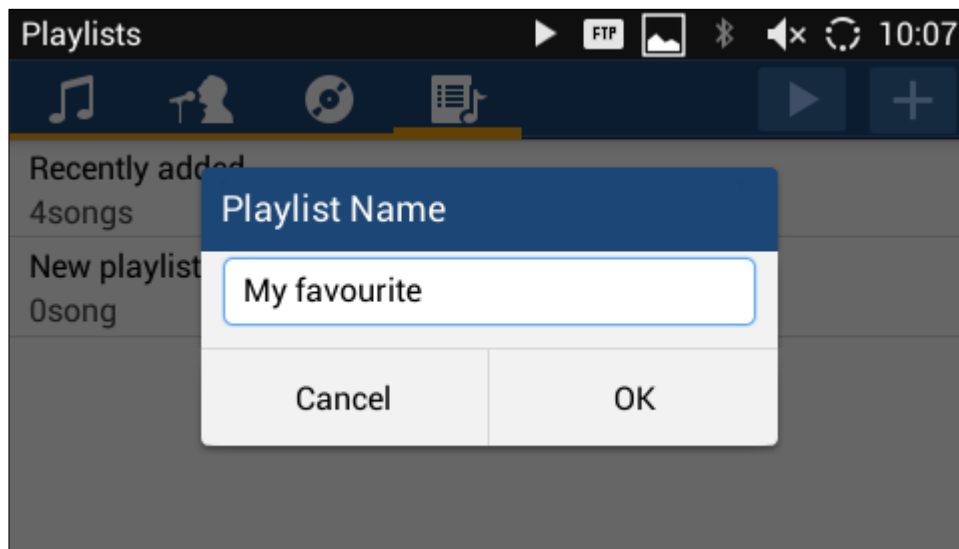 Playlists
FTP
10:07
Recently added
4songs
Playlist Name
New playlist
My favourite
0song
Cancel
OK